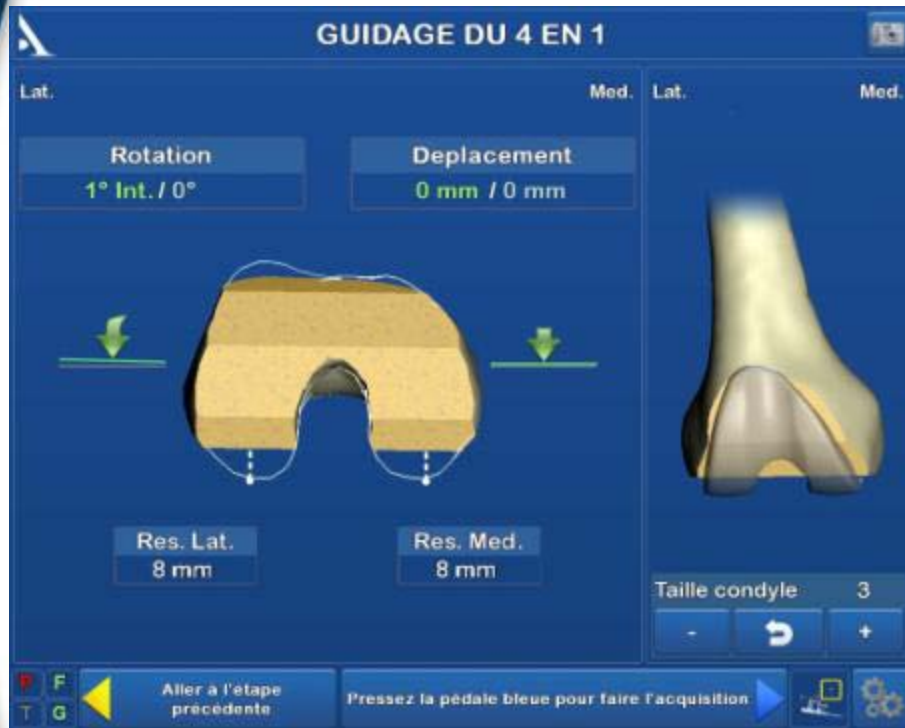 GUIDAGE DU 4 EN 1
Lat.
Med.
Lat.
Med.
Rotation
1° Int. / 0°
Deplacement
0 mm / 0 mm
Res. Lat.
8 mm
Res. Med.
8 mm
Taille condyle 3
- +
P F
T G
Aller à l'étape
précédente
Pressez la pédale bleue pour faire l'acquisition